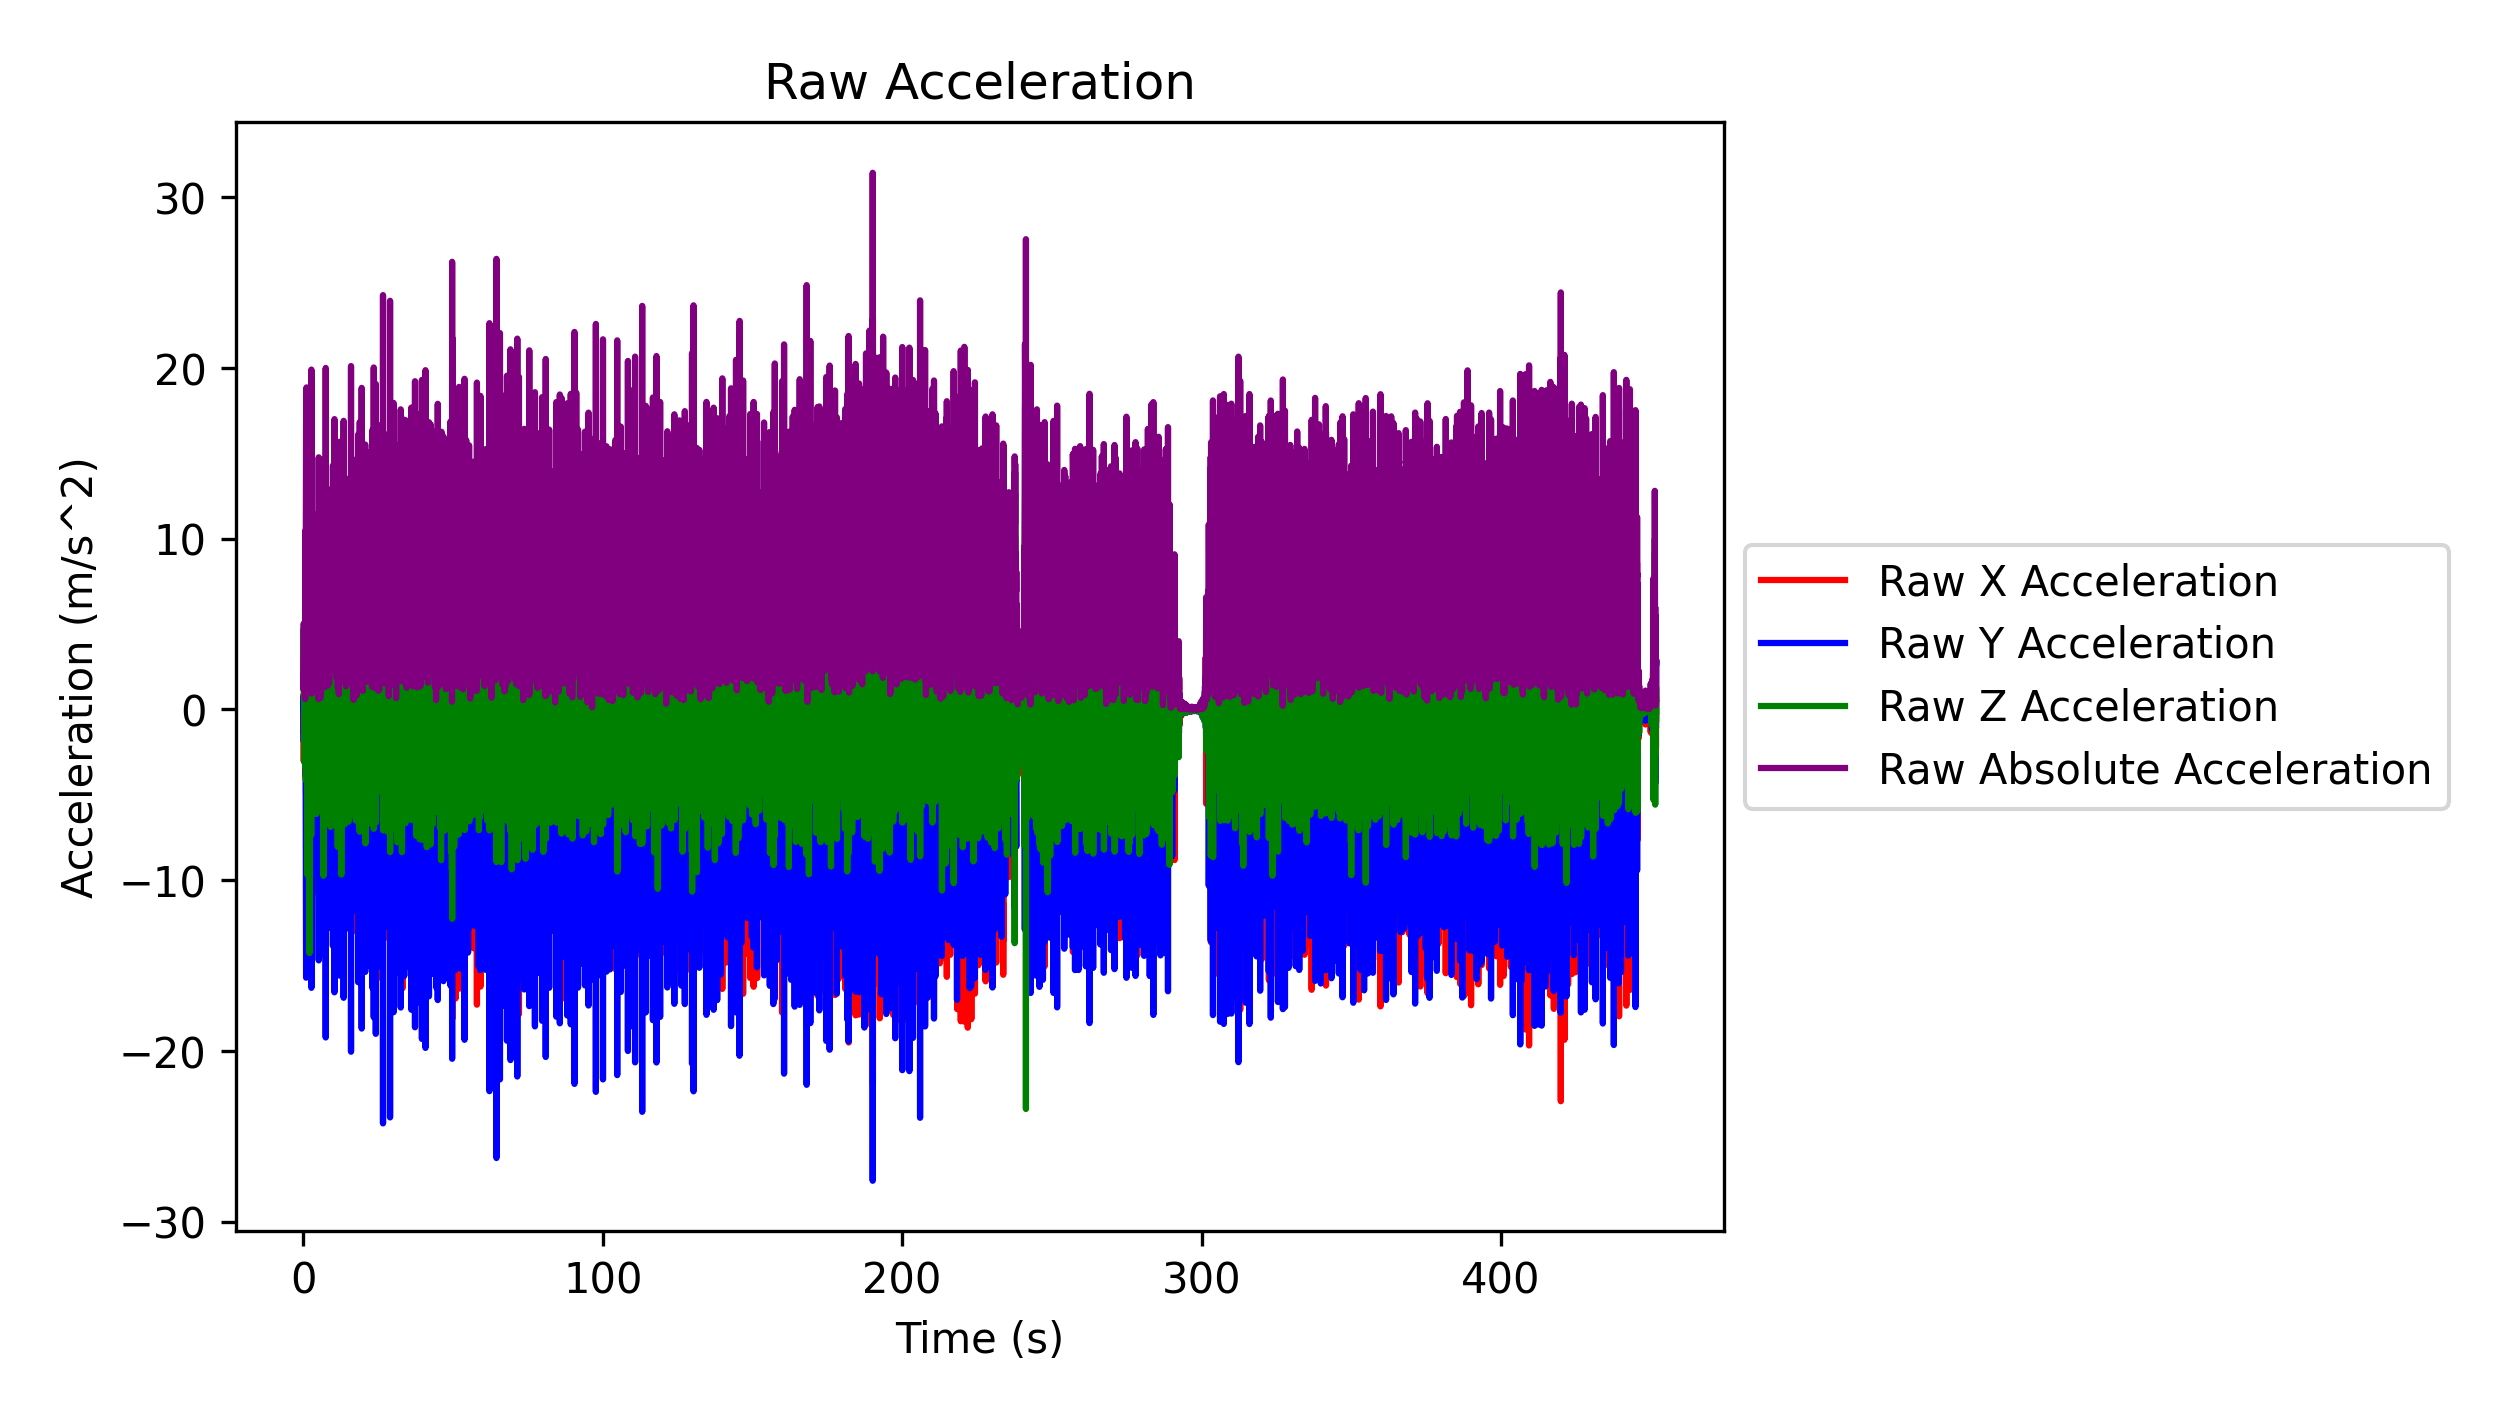 Raw Acceleration
30
20
10
0
−10
−20
−30
Acceleration (m/s^2)
0 100 200 300 400
Time (s)
Raw X Acceleration
Raw Y Acceleration
Raw Z Acceleration
Raw Absolute Acceleration